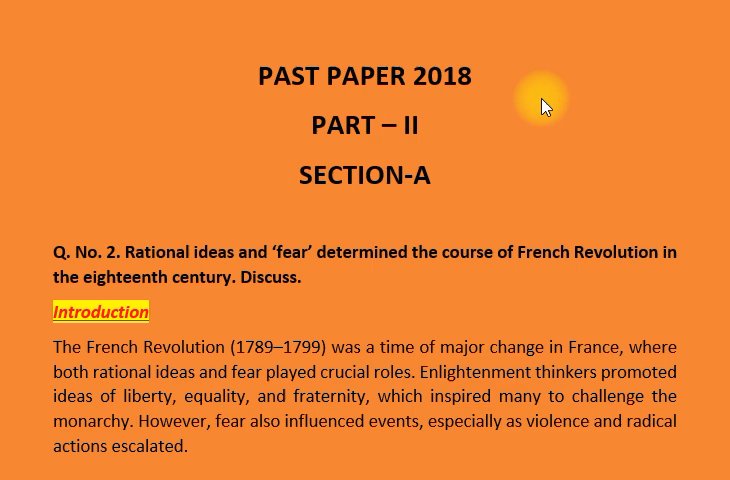 PAST PAPER 2018
PART – II
SECTION-A
Q. No. 2. Rational ideas and ‘fear’ determined the course of French Revolution in
the eighteenth century. Discuss.
Introduction
The French Revolution (1789–1799) was a time of major change in France, where
both rational ideas and fear played crucial roles. Enlightenment thinkers promoted
ideas of liberty, equality, and fraternity, which inspired many to challenge the
monarchy. However, fear also influenced events, especially as violence and radical
actions escalated.